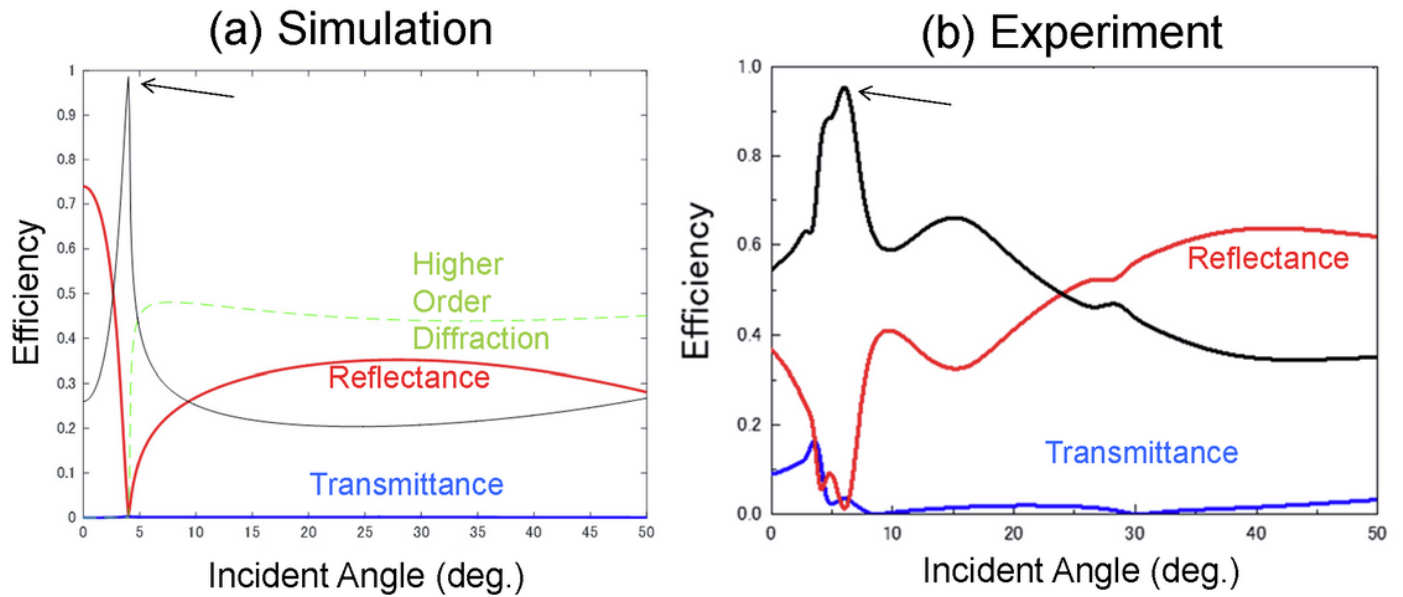 (a) Simulation
1
0.9
0.8
0.7
0.6
0.5
0.4
0.3
0.2
0.1
0
Efficiency
Higher
Order
Diffraction
Reflectance
Transmittance
0 5 10 15 20 25 30 35 40 45 50
Incident Angle (deg.)
(b) Experiment
1.0
0.8
0.6
0.4
0.2
0.0
Efficiency
Reflectance
Transmittance
0 10 20 30 40 50
Incident Angle (deg.)